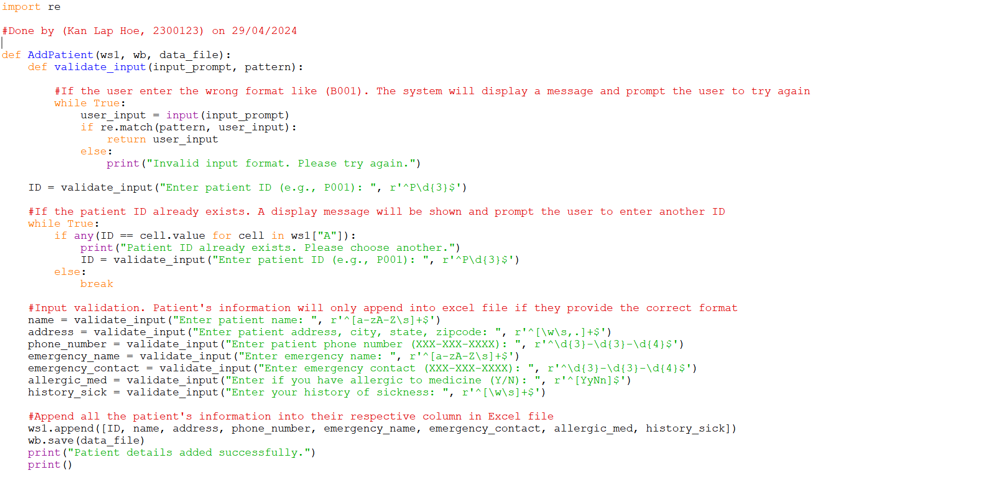 import re
#Done by (Kan Lap Hoe, 2300123) on 29/04/2024
def AddPatient(ws1, wb, data_file):
    def validate_input(input_prompt, pattern):
        #If the user enter the wrong format like (B001). The system will display a message and prompt the user to try again
        while True:
            user_input = input(input_prompt)
            if re.match(pattern, user_input):
                return user_input
            else:
                print("Invalid input format. Please try again.")
    ID = validate_input("Enter patient ID (e.g., P001): ", r'^P\d{3}$')
    #If the patient ID already exists. A display message will be shown and prompt the user to enter another ID
    while True:
        if any(ID == cell.value for cell in ws1["A"]):
            print("Patient ID already exists. Please choose another.")
            ID = validate_input("Enter patient ID (e.g., P001): ", r'^P\d{3}$')
        else:
            break
    #Input validation. Patient's information will only append into excel file if they provide the correct format
    name = validate_input("Enter patient name: ", r'^[a-zA-Z\s]+$')
    address = validate_input("Enter patient address, city, state, zipcode: ", r'^[\w\s,.]+$')
    phone_number = validate_input("Enter patient phone number (XXX-XXX-XXXX): ", r'^\d{3}-\d{3}-\d{4}$')
    emergency_name = validate_input("Enter emergency name: ", r'^[a-zA-Z\s]+$')
    emergency_contact = validate_input("Enter emergency contact (XXX-XXX-XXXX): ", r'^\d{3}-\d{3}-\d{4}$')
    allergic_med = validate_input("Enter if you have allergic to medicine (Y/N): ", r'^[YyNn]$')
    history_sick = validate_input("Enter your history of sickness: ", r'^[\w\s]+$')
    #Append all the patient's information into their respective column in Excel file
    ws1.append([ID, name, address, phone_number, emergency_name, emergency_contact, allergic_med, history_sick])
    wb.save(data_file)
    print("Patient details added successfully.")
    print()